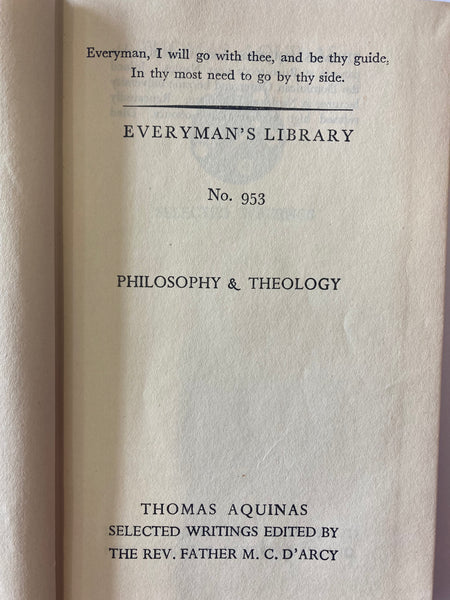 Everyman, I will go with thee, and be thy guide,
In thy most need to go by thy side.
EVERYMAN'S LIBRARY
No. 953
PHILOSOPHY & THEOLOGY
THOMAS AQUINAS
SELECTED WRITINGS EDITED BY
THE REV. FATHER M. C. D'ARCY